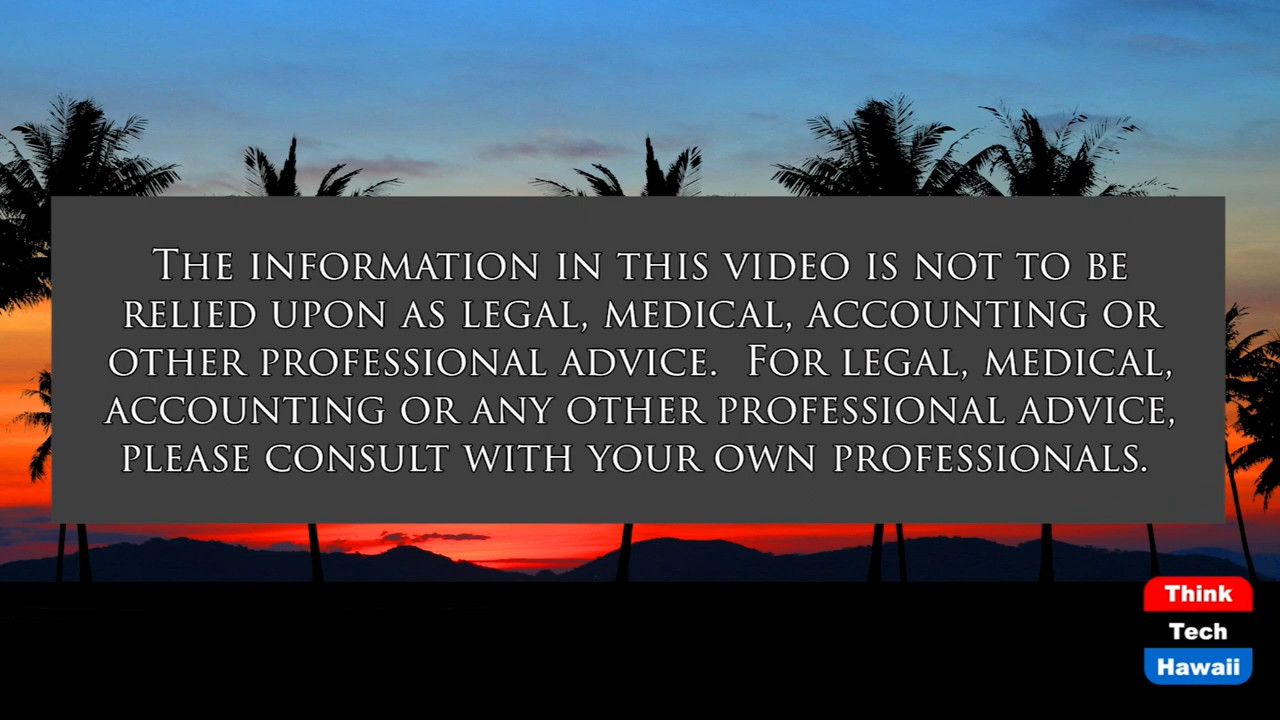 The information in this video is not to be
relied upon as legal, medical, accounting or
other professional advice.  For legal, medical,
accounting or any other professional advice,
please consult with your own professionals.
Think
Tech
Hawaii